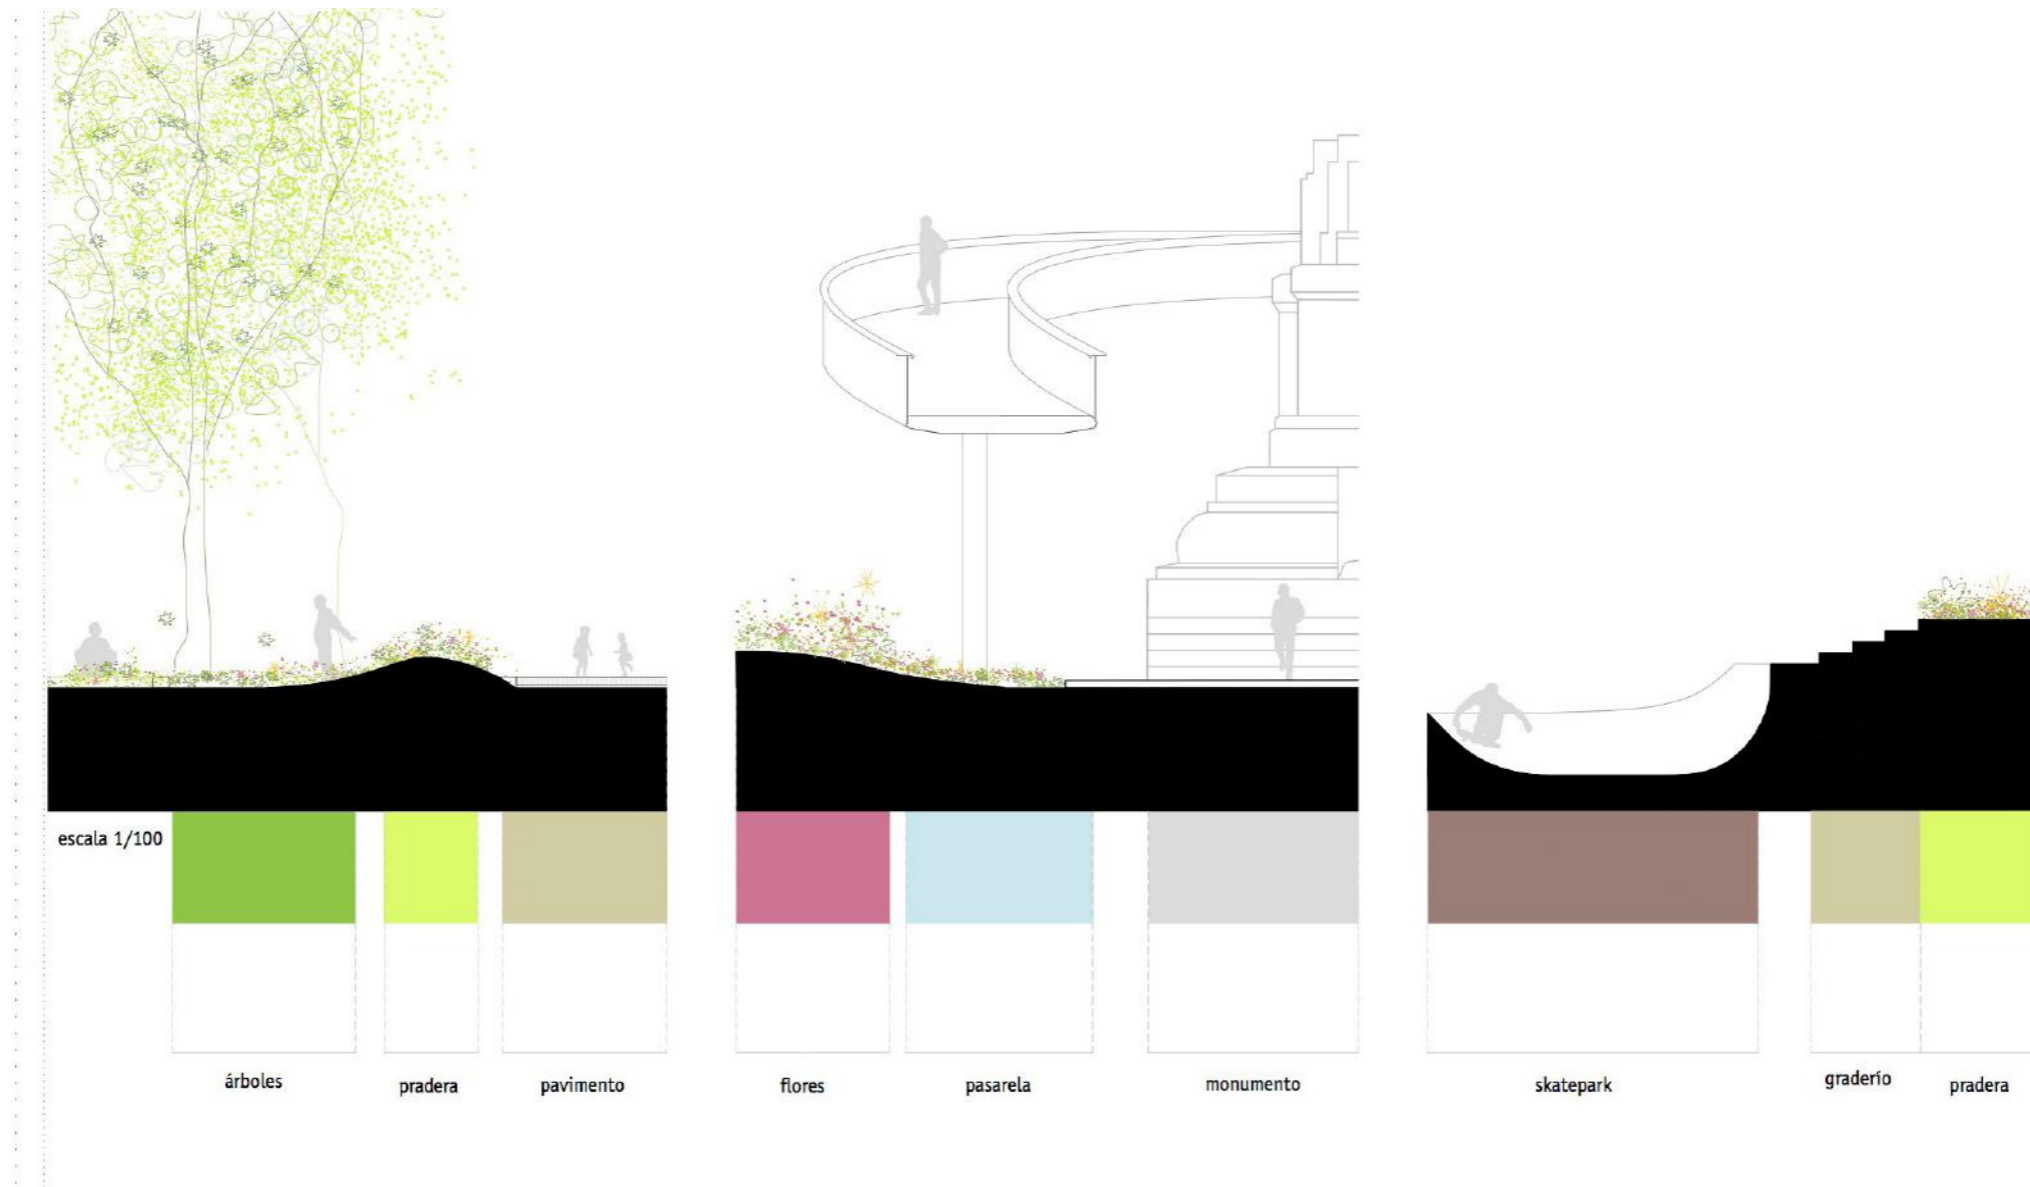 escala 1/100
árboles
pradera
pavimento
flores
pasarela
monumento
skatepark
graderío
pradera